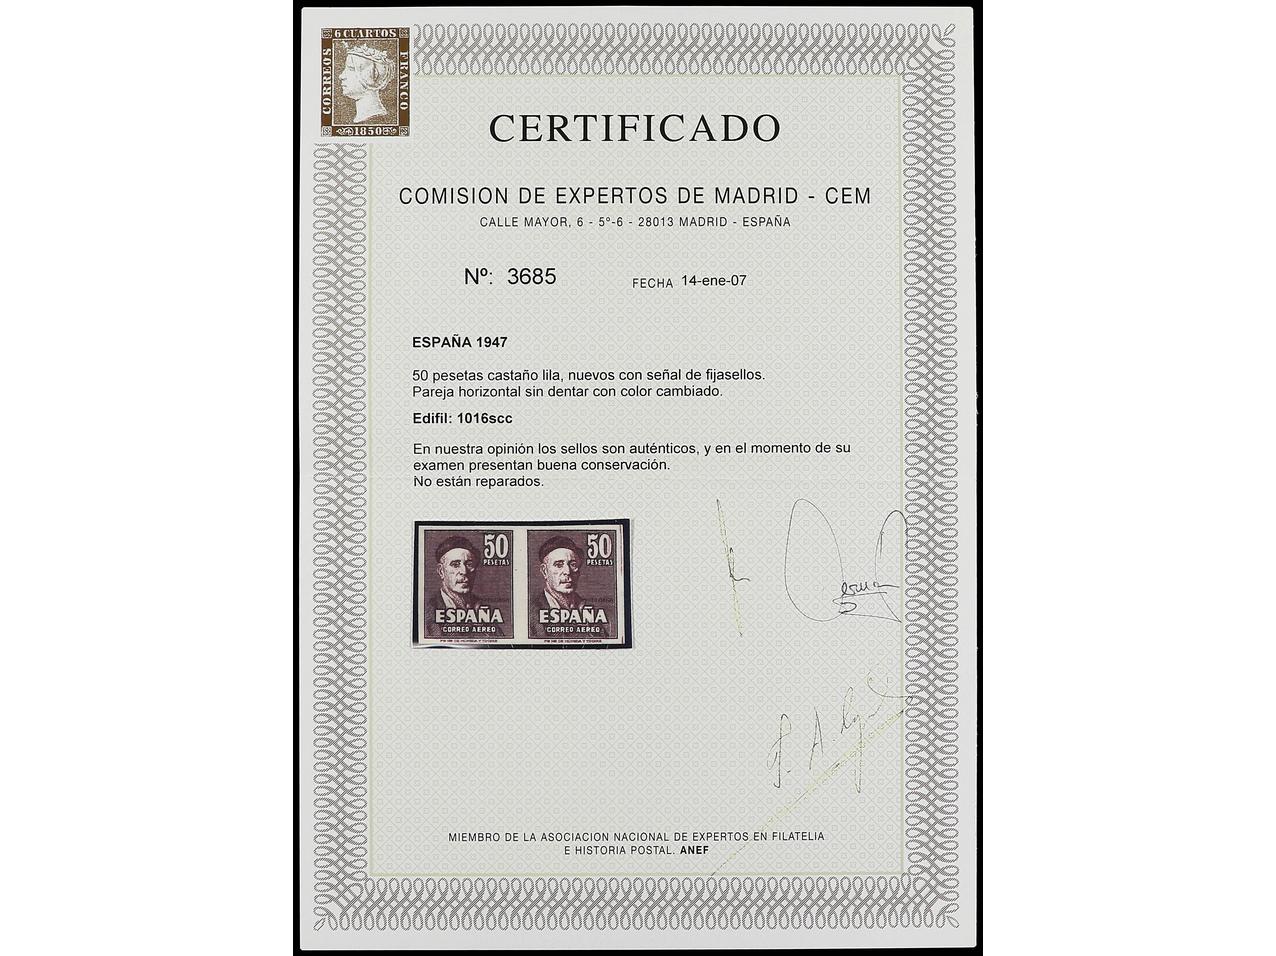 6 CUARTOS
CORREOS
FRANCO
1850
CERTIFICADO
COMISION DE EXPERTOS DE MADRID - CEM
CALLE MAYOR, 6 - 5º-6 - 28013 MADRID - ESPAÑA
Nº: 3685 FECHA 14-ene-07
ESPAÑA 1947
50 pesetas castaño lila, nuevos con señal de fijasellos.
Pareja horizontal sin dentar con color cambiado.
Edifil: 1016scc
En nuestra opinión los sellos son auténticos, y en el momento de su
examen presentan buena conservación.
No están reparados.
50 50
PESETAS PESETAS
ESPAÑA ESPAÑA
CORREO AEREO CORREO AEREO
MIEMBRO DE LA ASOCIACION NACIONAL DE EXPERTOS EN FILATELIA
E HISTORIA POSTAL. ANEF